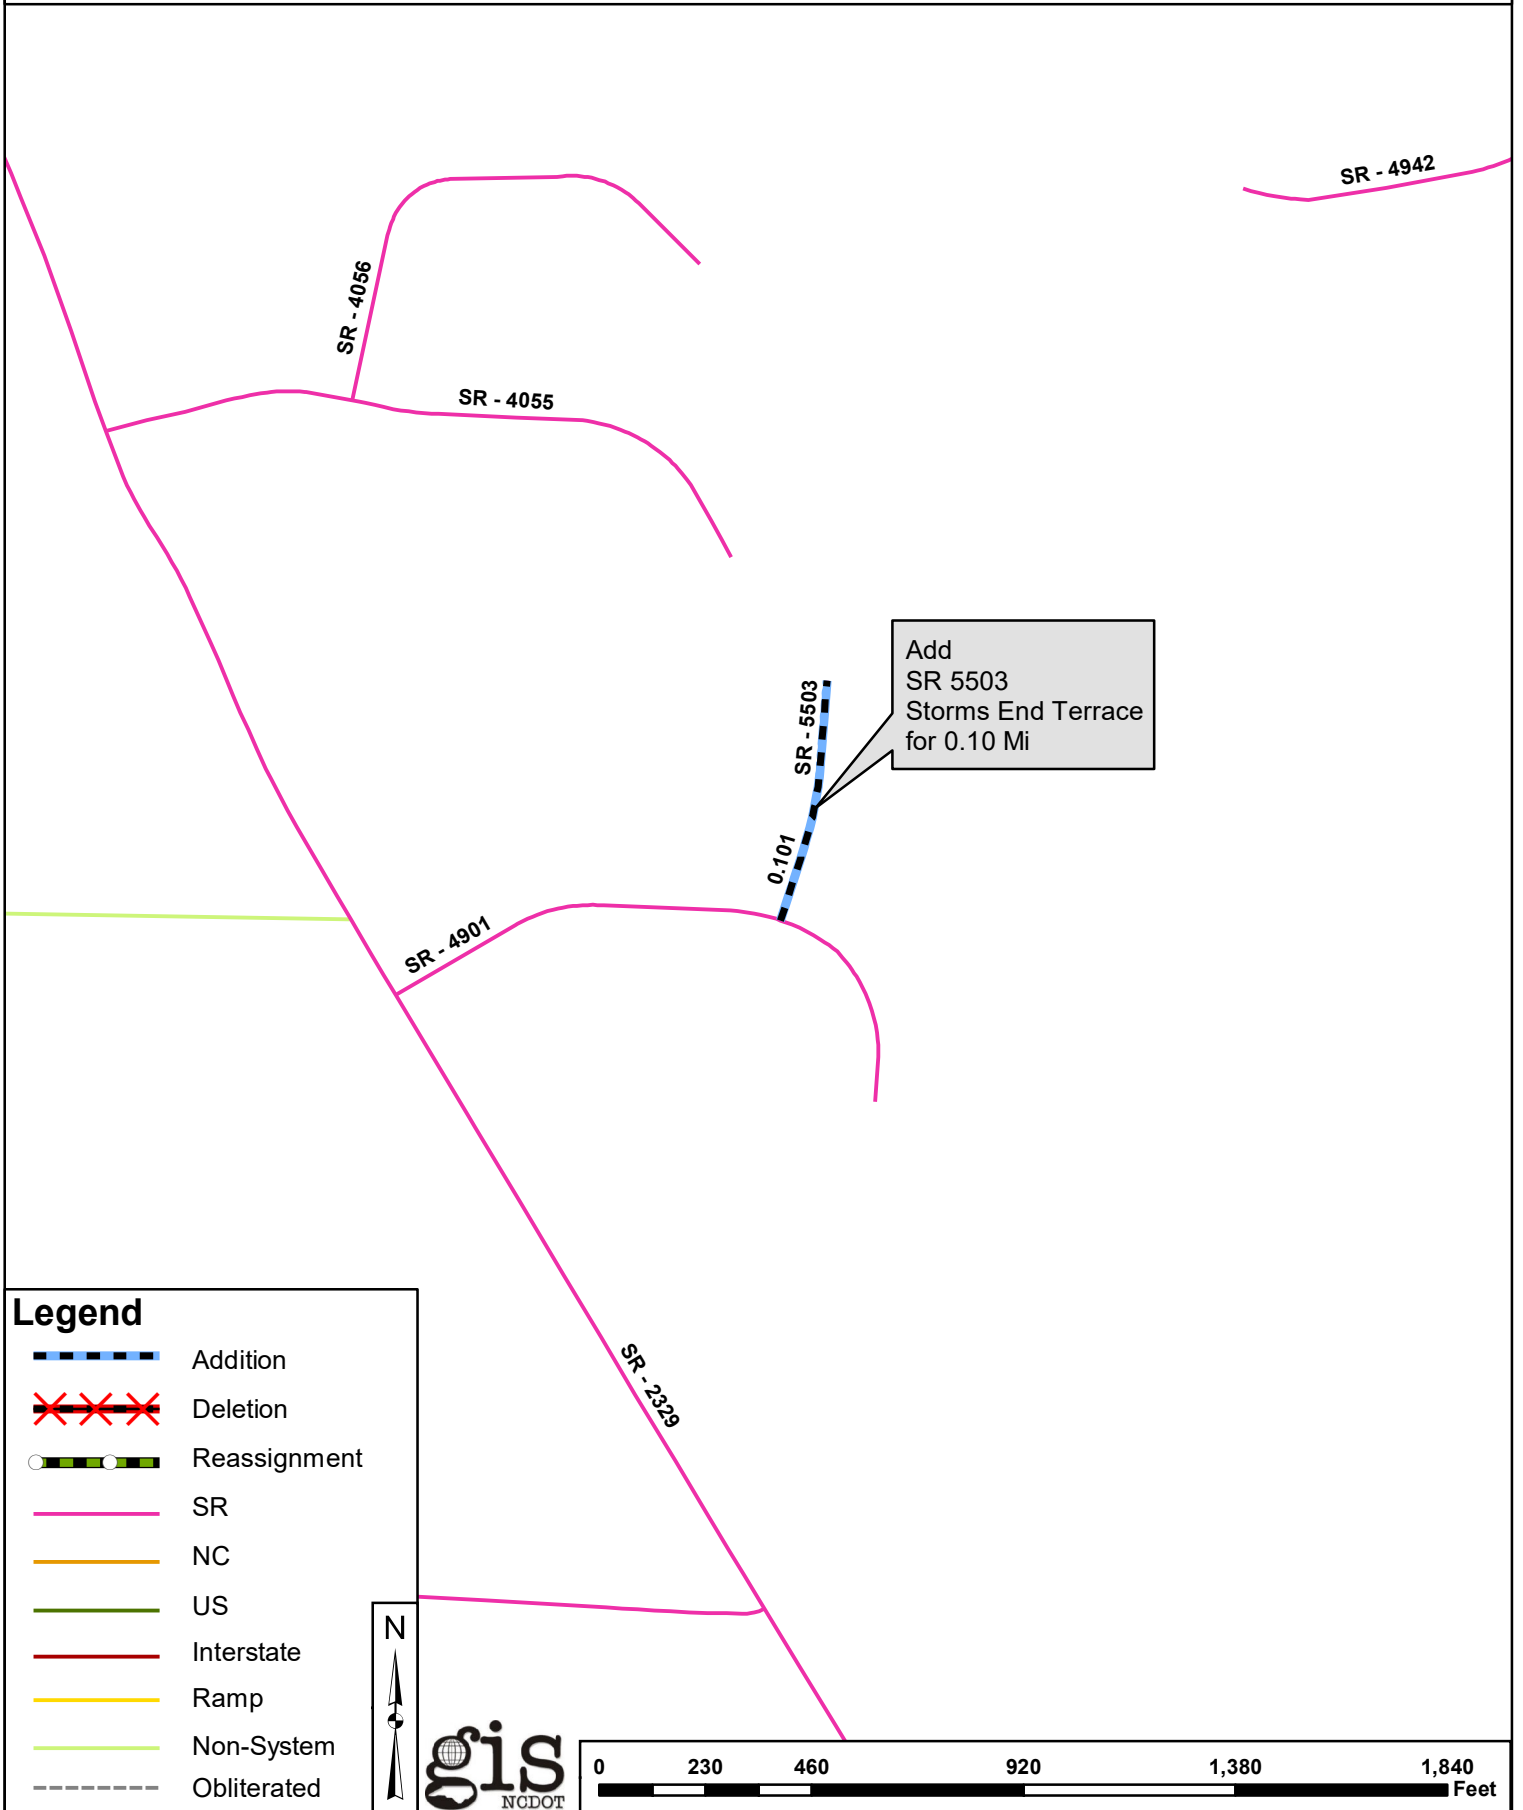 SR - 4942
SR - 4056
SR - 4055
Add
SR 5503
Storms End Terrace
for 0.10 Mi
SR - 5503
0.101
SR - 4901
SR - 2329
Legend
Addition
Deletion
Reassignment
SR
NC
US
Interstate
Ramp
Non-System
Obliterated
N
gis
NCDOT
0 230 460 920 1,380 1,840
Feet